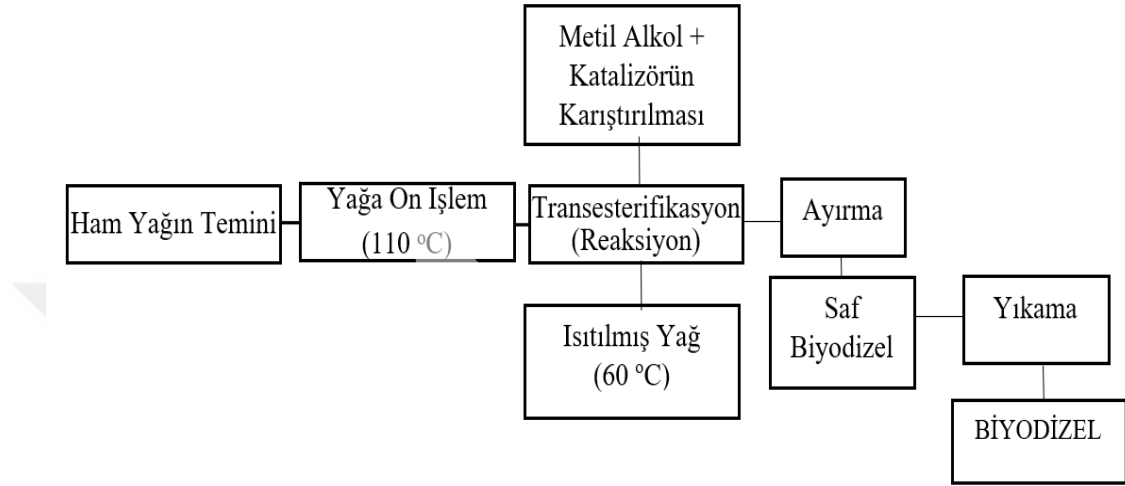 Metil Alkol +
Katalizörün
Karıştırılması
Ham Yağın Temini
Yağa On Işlem
(110 ºC)
Transesterifikasyon
(Reaksiyon)
Ayırma
Isıtılmış Yağ
(60 ºC)
Saf
Biyodizel
Yıkama
BİYODİZEL